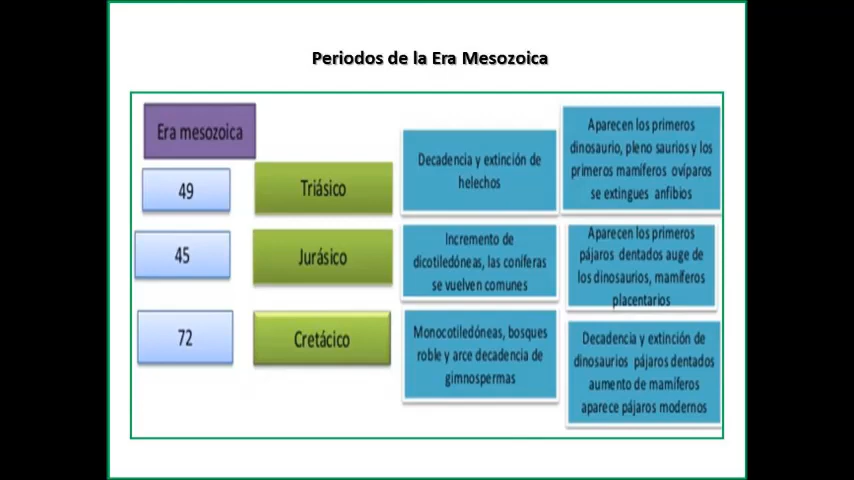 Periodos de la Era Mesozoica
Era mesozoica
49
Triásico
Decadencia y extinción de
helechos
Aparecen los primeros
dinosaurio, pleno saurios y los
primeros mamíferos ovíparos
se extingues anfibios
45
Jurásico
Incremento de
dicotiledóneas, las coníferas
se vuelven comunes
Aparecen los primeros
pájaros dentados auge de
los dinosaurios, mamíferos
placentarios
72
Cretácico
Monocotiledóneas, bosques
roble y arce decadencia de
gimnospermas
Decadencia y extinción de
dinosaurios pájaros dentados
aumento de mamíferos
aparece pájaros modernos